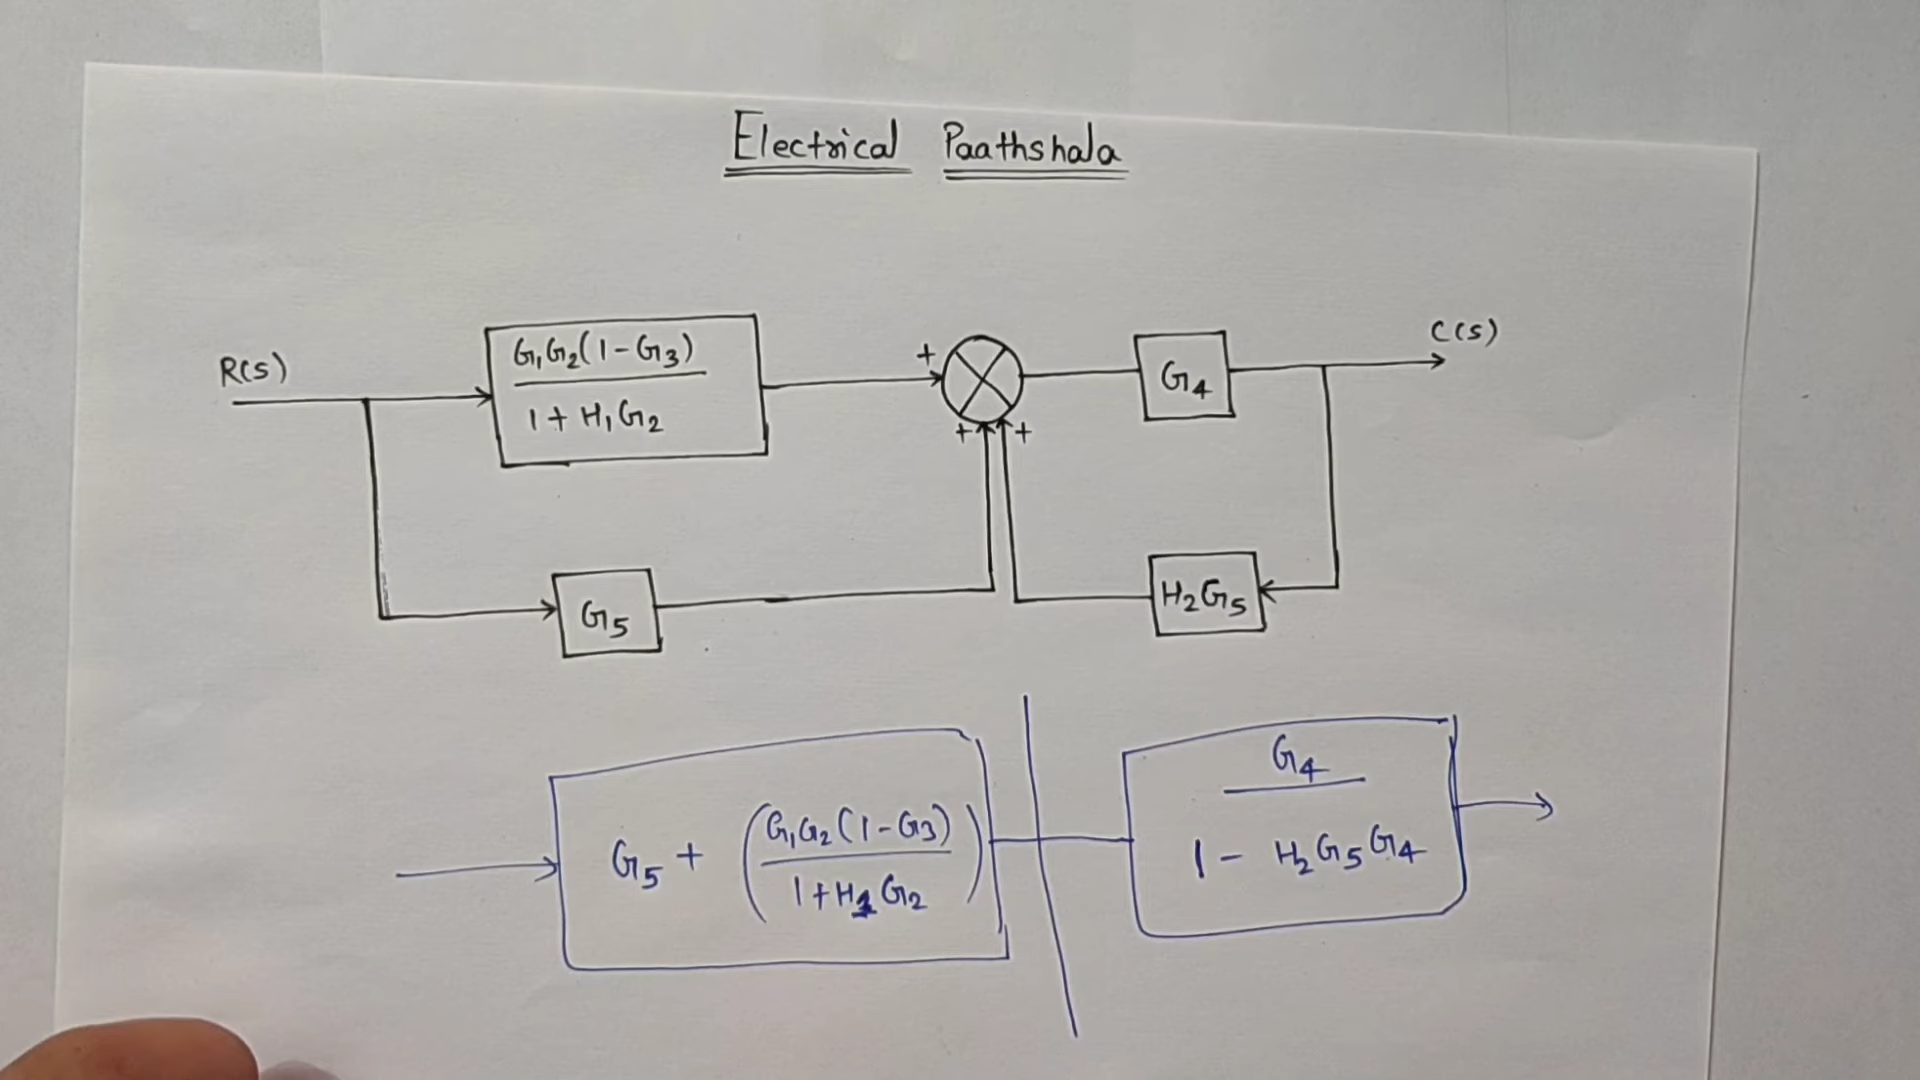 Electrical Paathshala
R(s)
G₁G₂(1-G₃)
1+H₁G₂
+
+
+
G₄
C(s)
G₅
H₂G₅
G₅ + (G₁G₂(1-G₃)
1+H₁G₂)
G₄
1 - H₂G₅G₄